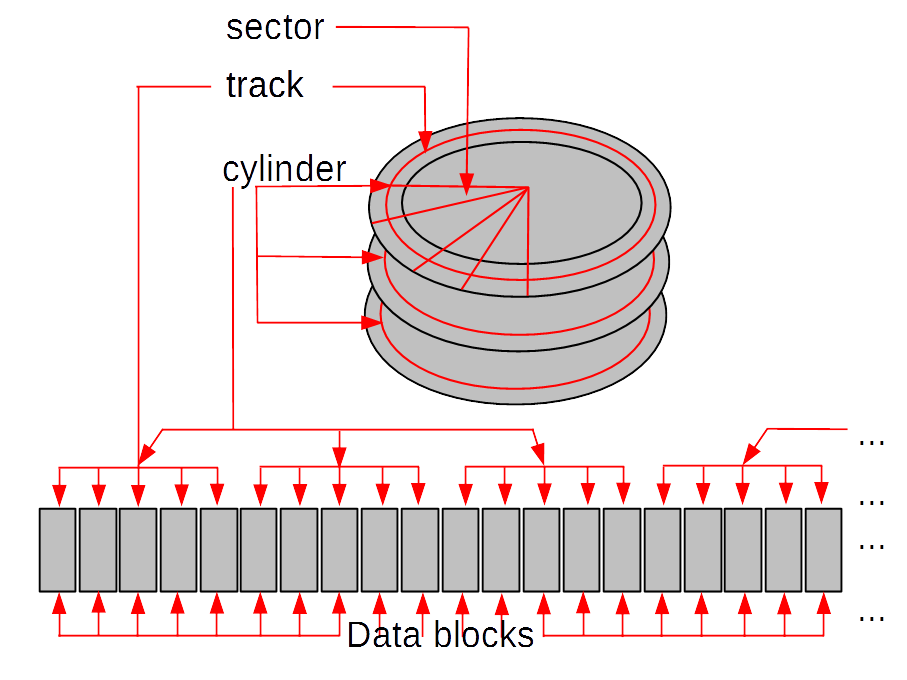 sector
track
cylinder
...
...
...
...
Data blocks